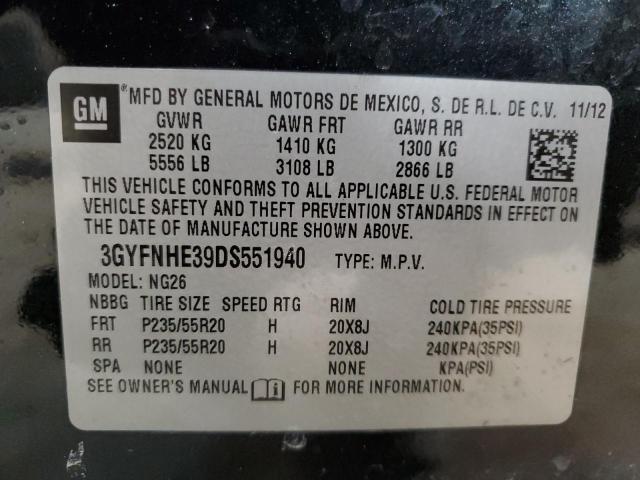 GM ® MFD BY GENERAL MOTORS DE MEXICO, S. DE R.L. DE C.V. 11/12
GVWR GAWR FRT GAWR RR
2520 KG 1410 KG 1300 KG
5556 LB 3108 LB 2866 LB
THIS VEHICLE CONFORMS TO ALL APPLICABLE U.S. FEDERAL MOTOR
VEHICLE SAFETY AND THEFT PREVENTION STANDARDS IN EFFECT ON
THE DATE OF MANUFACTURE SHOWN ABOVE.
3GYFNHE39DS551940 TYPE: M.P.V.
MODEL: NG26
NBBG TIRE SIZE SPEED RTG RIM COLD TIRE PRESSURE
FRT P235/55R20 H 20X8J 240KPA(35PSI)
RR P235/55R20 H 20X8J 240KPA(35PSI)
SPA NONE NONE KPA(PSI)
SEE OWNER'S MANUAL i FOR MORE INFORMATION.